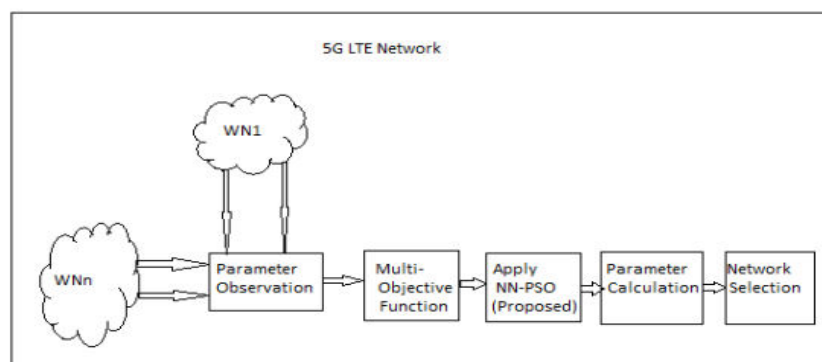 5G LTE Network
WN1
WNn
Parameter
Observation
Multi-
Objective
Function
Apply
NN-PSO
(Proposed)
Parameter
Calculation
Network
Selection